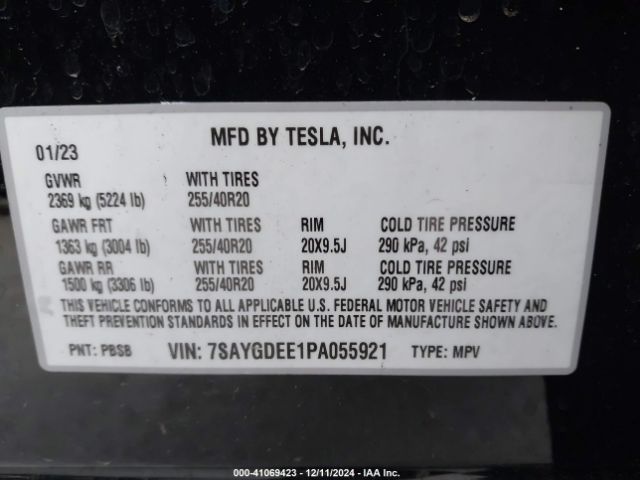 MFD BY TESLA, INC.
01/23
GVWR WITH TIRES
2369 kg (5224 lb) 255/40R20
GAWR FRT WITH TIRES RIM COLD TIRE PRESSURE
1363 kg (3004 lb) 255/40R20 20X9.5J 290 kPa, 42 psi
GAWR RR WITH TIRES RIM COLD TIRE PRESSURE
1500 kg (3306 lb) 255/40R20 20X9.5J 290 kPa, 42 psi
THIS VEHICLE CONFORMS TO ALL APPLICABLE U.S. FEDERAL MOTOR VEHICLE SAFETY AND
THEFT PREVENTION STANDARDS IN EFFECT ON THE DATE OF MANUFACTURE SHOWN ABOVE.
PNT: PBSB VIN: 7SAYGDEE1PA055921 TYPE: MPV
000-41069423 - 12/11/2024 - IAA Inc.